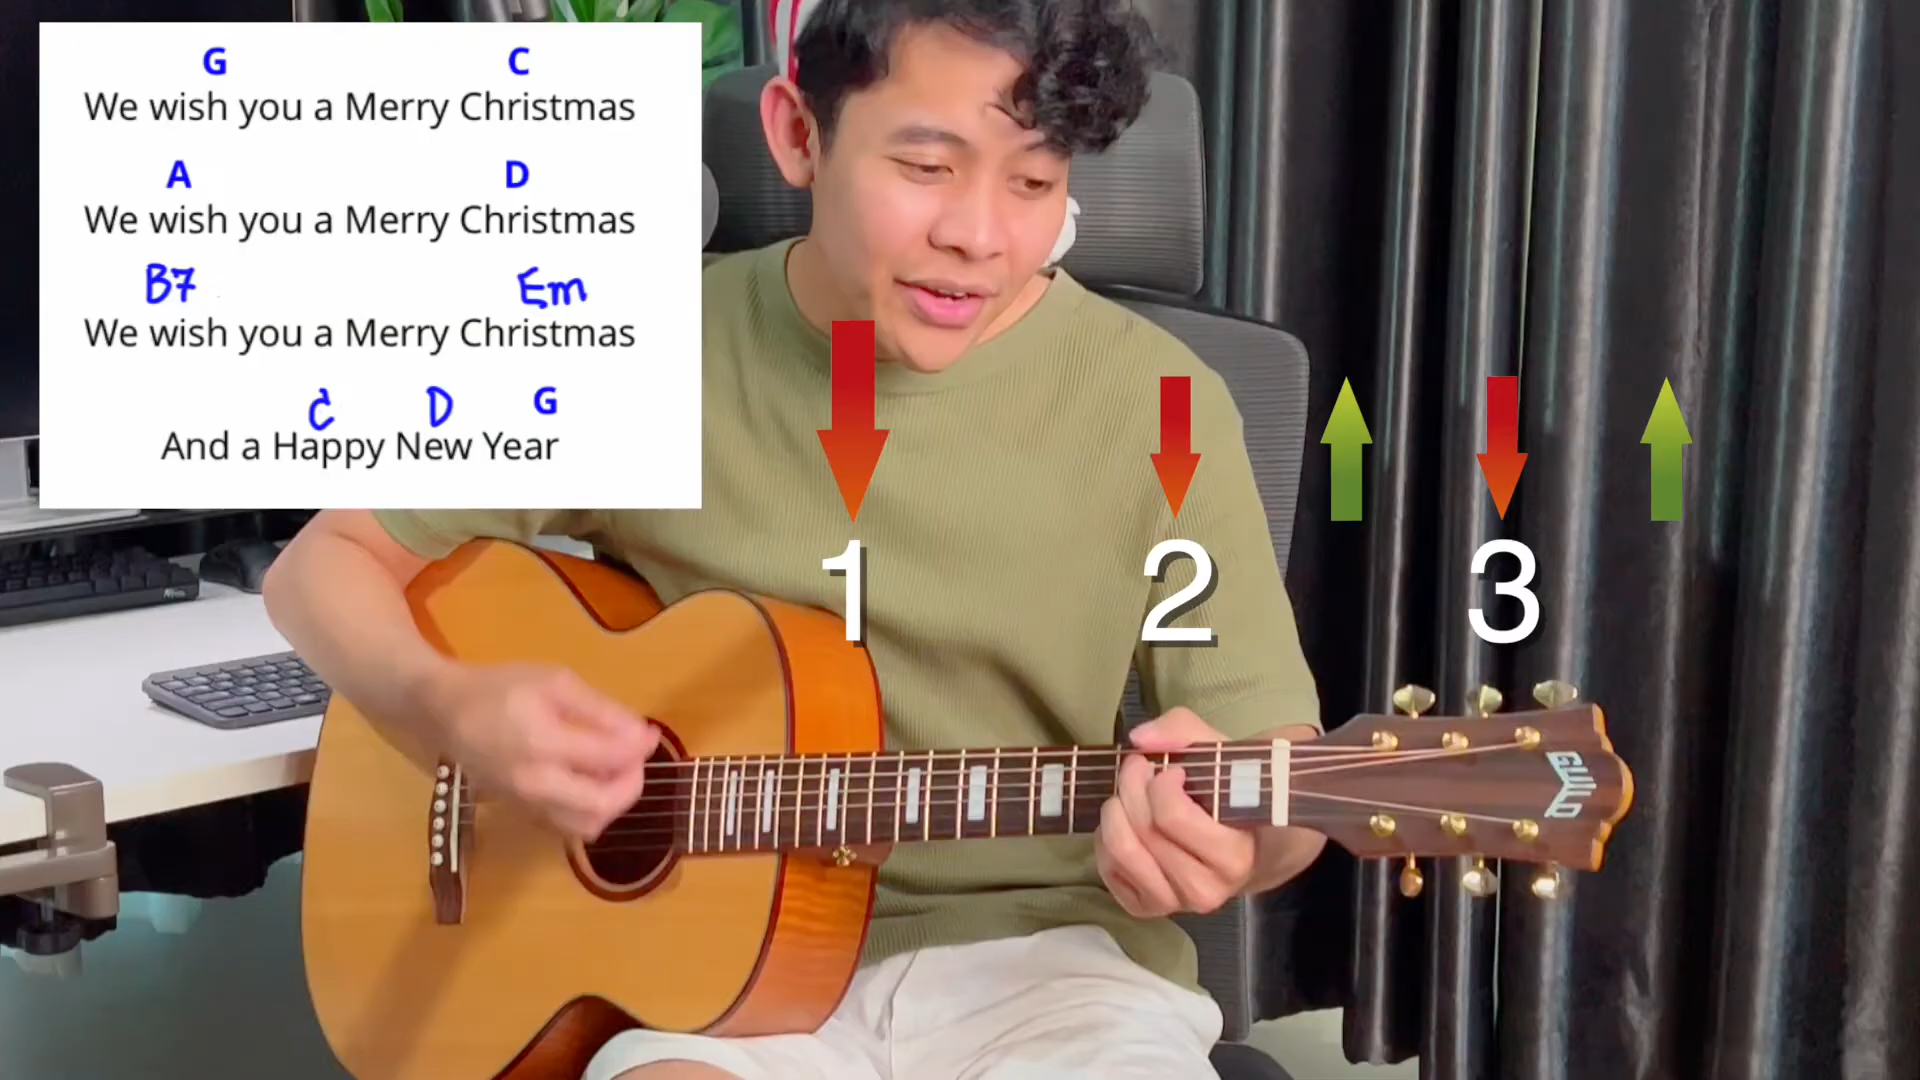 G C
We wish you a Merry Christmas
A D
We wish you a Merry Christmas
B7 Em
We wish you a Merry Christmas
C D G
And a Happy New Year
1 2 3
GUILD